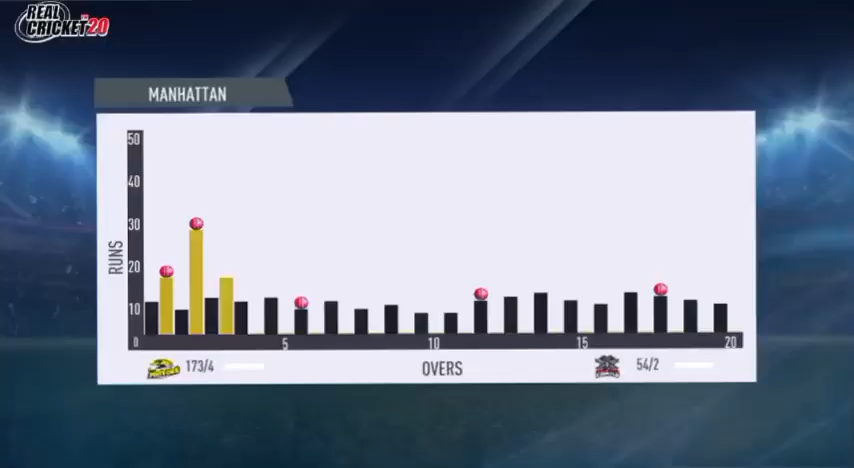 REAL
CRICKET 20
MANHATTAN
50
40
30
20
10
0
RUNS
5 10 15 20
173/4 OVERS 54/2